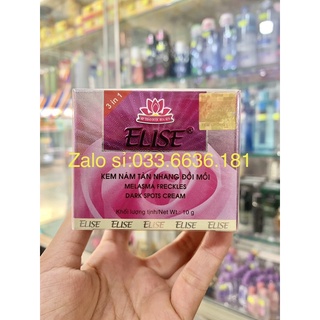 3 in 1
ELISE®
Zalo sỉ:033.6636.181
KEM NÁM TÀN NHANG ĐỒI MỒI
MELASMA FRECKLES
DARK SPOTS CREAM
Khối lượng tịnh/Net Wt.: 10 g
ELISE ELISE ELISE ELISE ELISE